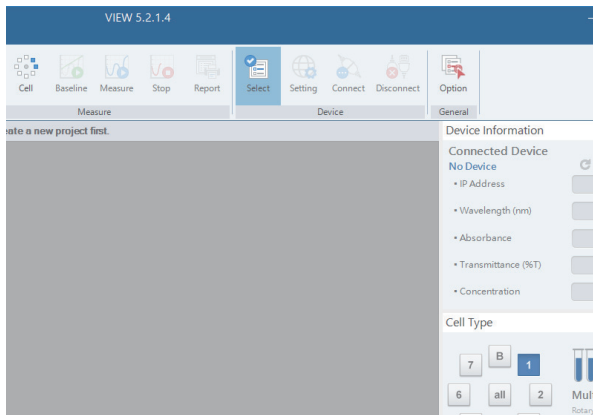 VIEW 5.2.1.4
Cell Baseline Measure Stop Report Select Setting Connect Disconnect Option
Measure Device General
eate a new project first.
Device Information
Connected Device
No Device
• IP Address
• Wavelength (nm)
• Absorbance
• Transmittance (%T)
• Concentration
Cell Type
7 B 1
6 all 2 Mul
Rotary